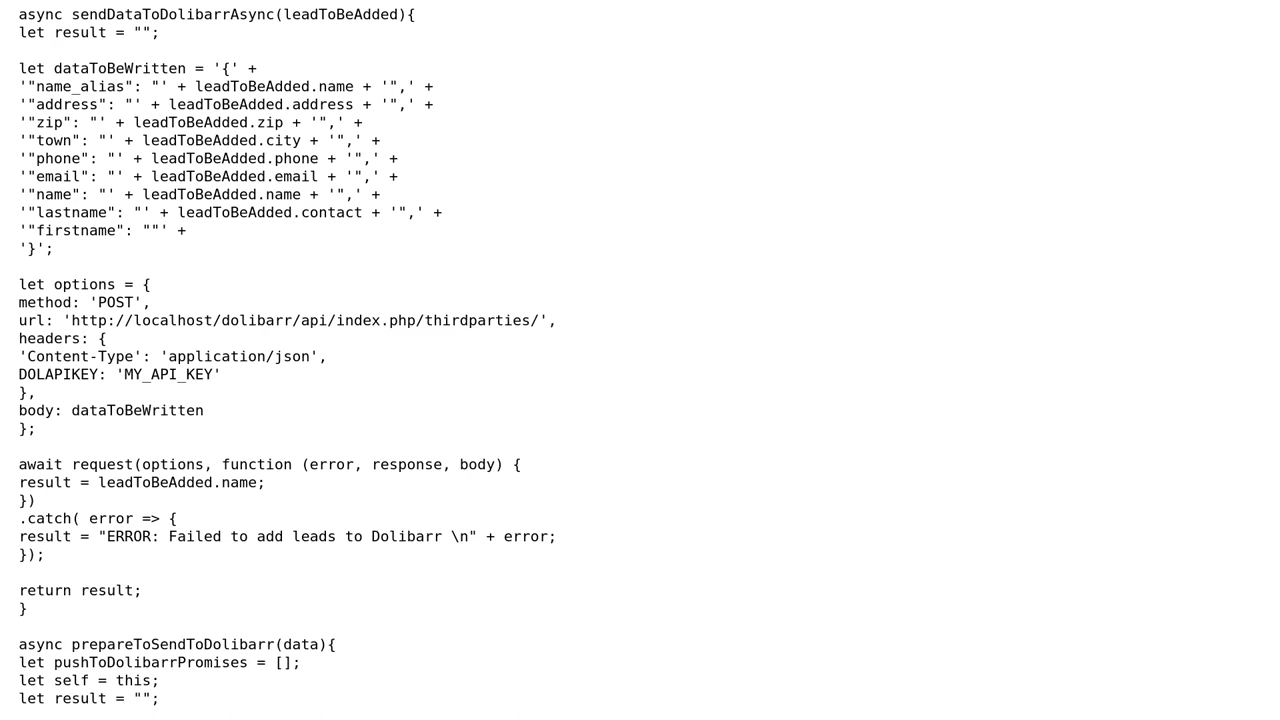 async sendDataToDolibarrAsync(leadToBeAdded){
let result = "";

let dataToBeWritten = '{' +
'"name_alias": "' + leadToBeAdded.name + '",' +
'"address": "' + leadToBeAdded.address + '",' +
'"zip": "' + leadToBeAdded.zip + '",' +
'"town": "' + leadToBeAdded.city + '",' +
'"phone": "' + leadToBeAdded.phone + '",' +
'"email": "' + leadToBeAdded.email + '",' +
'"name": "' + leadToBeAdded.name + '",' +
'"lastname": "' + leadToBeAdded.contact + '",' +
'"firstname": ""' +
'}';

let options = {
method: 'POST',
url: 'http://localhost/dolibarr/api/index.php/thirdparties/',
headers: {
'Content-Type': 'application/json',
DOLAPIKEY: 'MY_API_KEY'
},
body: dataToBeWritten
};

await request(options, function (error, response, body) {
result = leadToBeAdded.name;
})
.catch( error => {
result = "ERROR: Failed to add leads to Dolibarr \n" + error;
});

return result;
}

async prepareToSendToDolibarr(data){
let pushToDolibarrPromises = [];
let self = this;
let result = "";